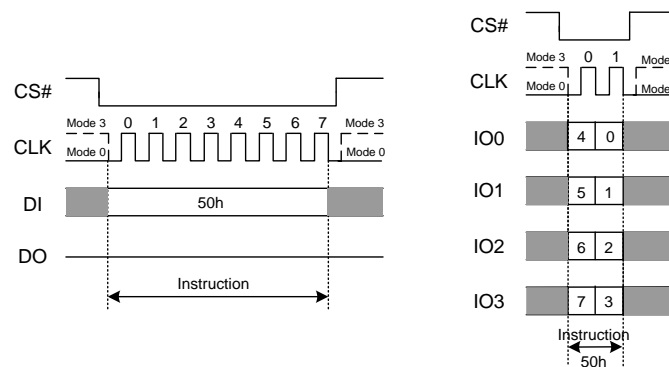 CS#
Mode 3 0 1 2 3 4 5 6 7 Mode 3
CLK
Mode 0 Mode 0
DI 50h
DO
Instruction
CS#
Mode 3 0 1 Mode
CLK
Mode 0 Mode
IO0 4 0
IO1 5 1
IO2 6 2
IO3 7 3
Instruction
50h